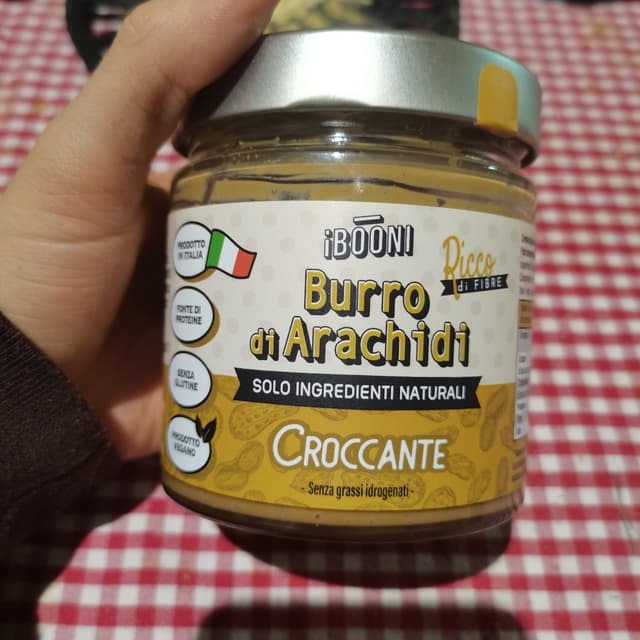 iBOONI
Ricco
di FIBRE
PRODOTTO
IN ITALIA
Burro
di Arachidi
FONTE DI
PROTEINE
SOLO INGREDIENTI NATURALI
SENZA
GLUTINE
CROCCANTE
PRODOTTO
VEGANO
- Senza grassi idrogenati -